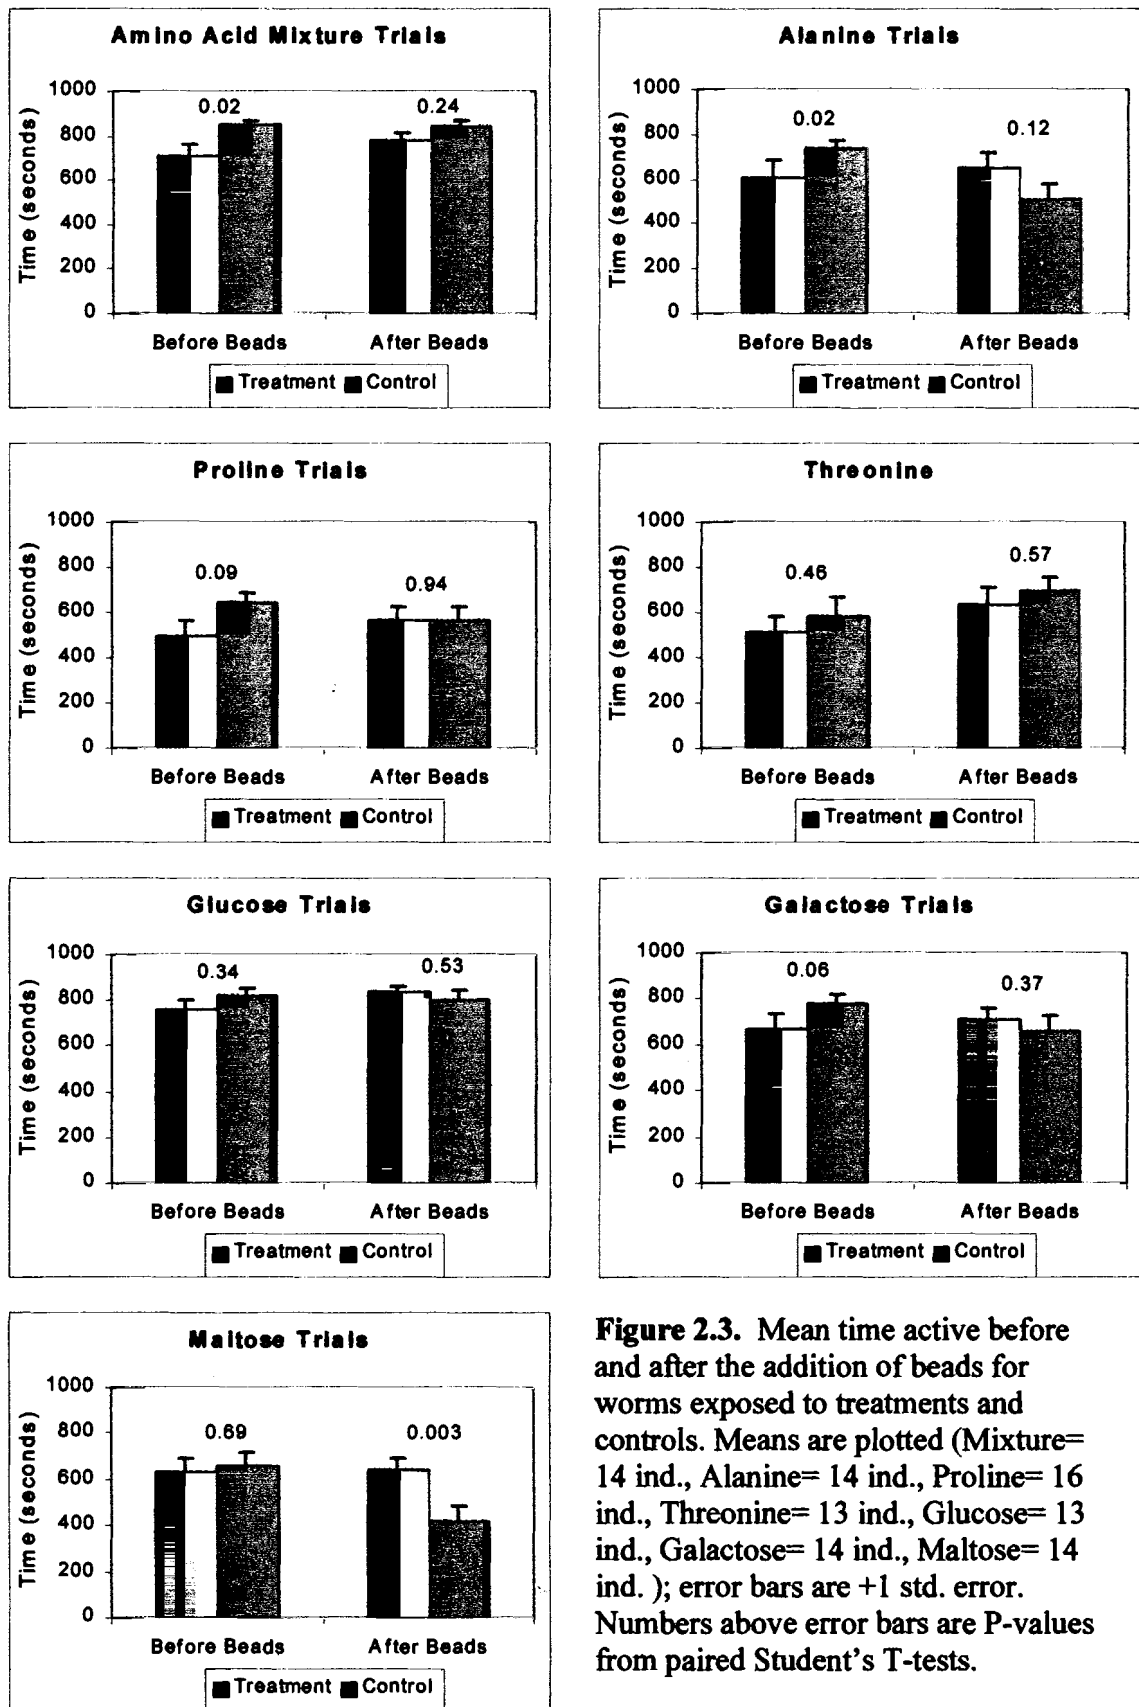 Amino Acid Mixture Trials
Time (seconds)
1000
800
600
400
200
0
0.02
0.24
Before Beads
After Beads
Treatment Control
Alanine Trials
Time (seconds)
1000
800
600
400
200
0
0.02
0.12
Before Beads
After Beads
Treatment Control
Proline Trials
Time (seconds)
1000
800
600
400
200
0
0.09
0.94
Before Beads
After Beads
Treatment Control
Threonine
Time (seconds)
1000
800
600
400
200
0
0.46
0.57
Before Beads
After Beads
Treatment Control
Glucose Trials
Time (seconds)
1000
800
600
400
200
0
0.34
0.53
Before Beads
After Beads
Treatment Control
Galactose Trials
Time (seconds)
1000
800
600
400
200
0
0.06
0.37
Before Beads
After Beads
Treatment Control
Maltose Trials
Time (seconds)
1000
800
600
400
200
0
0.69
0.003
Before Beads
After Beads
Treatment Control
Figure 2.3. Mean time active before
and after the addition of beads for
worms exposed to treatments and
controls. Means are plotted (Mixture=
14 ind., Alanine= 14 ind., Proline= 16
ind., Threonine= 13 ind., Glucose= 13
ind., Galactose= 14 ind., Maltose= 14
ind. ); error bars are +1 std. error.
Numbers above error bars are P-values
from paired Student's T-tests.